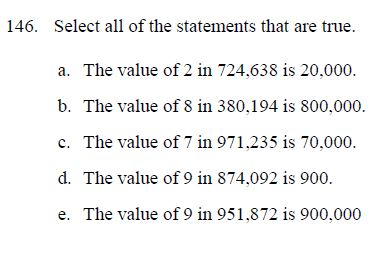 146. Select all of the statements that are true.
a. The value of 2 in 724,638 is 20,000.
b. The value of 8 in 380,194 is 800,000.
c. The value of 7 in 971,235 is 70,000.
d. The value of 9 in 874,092 is 900.
e. The value of 9 in 951,872 is 900,000